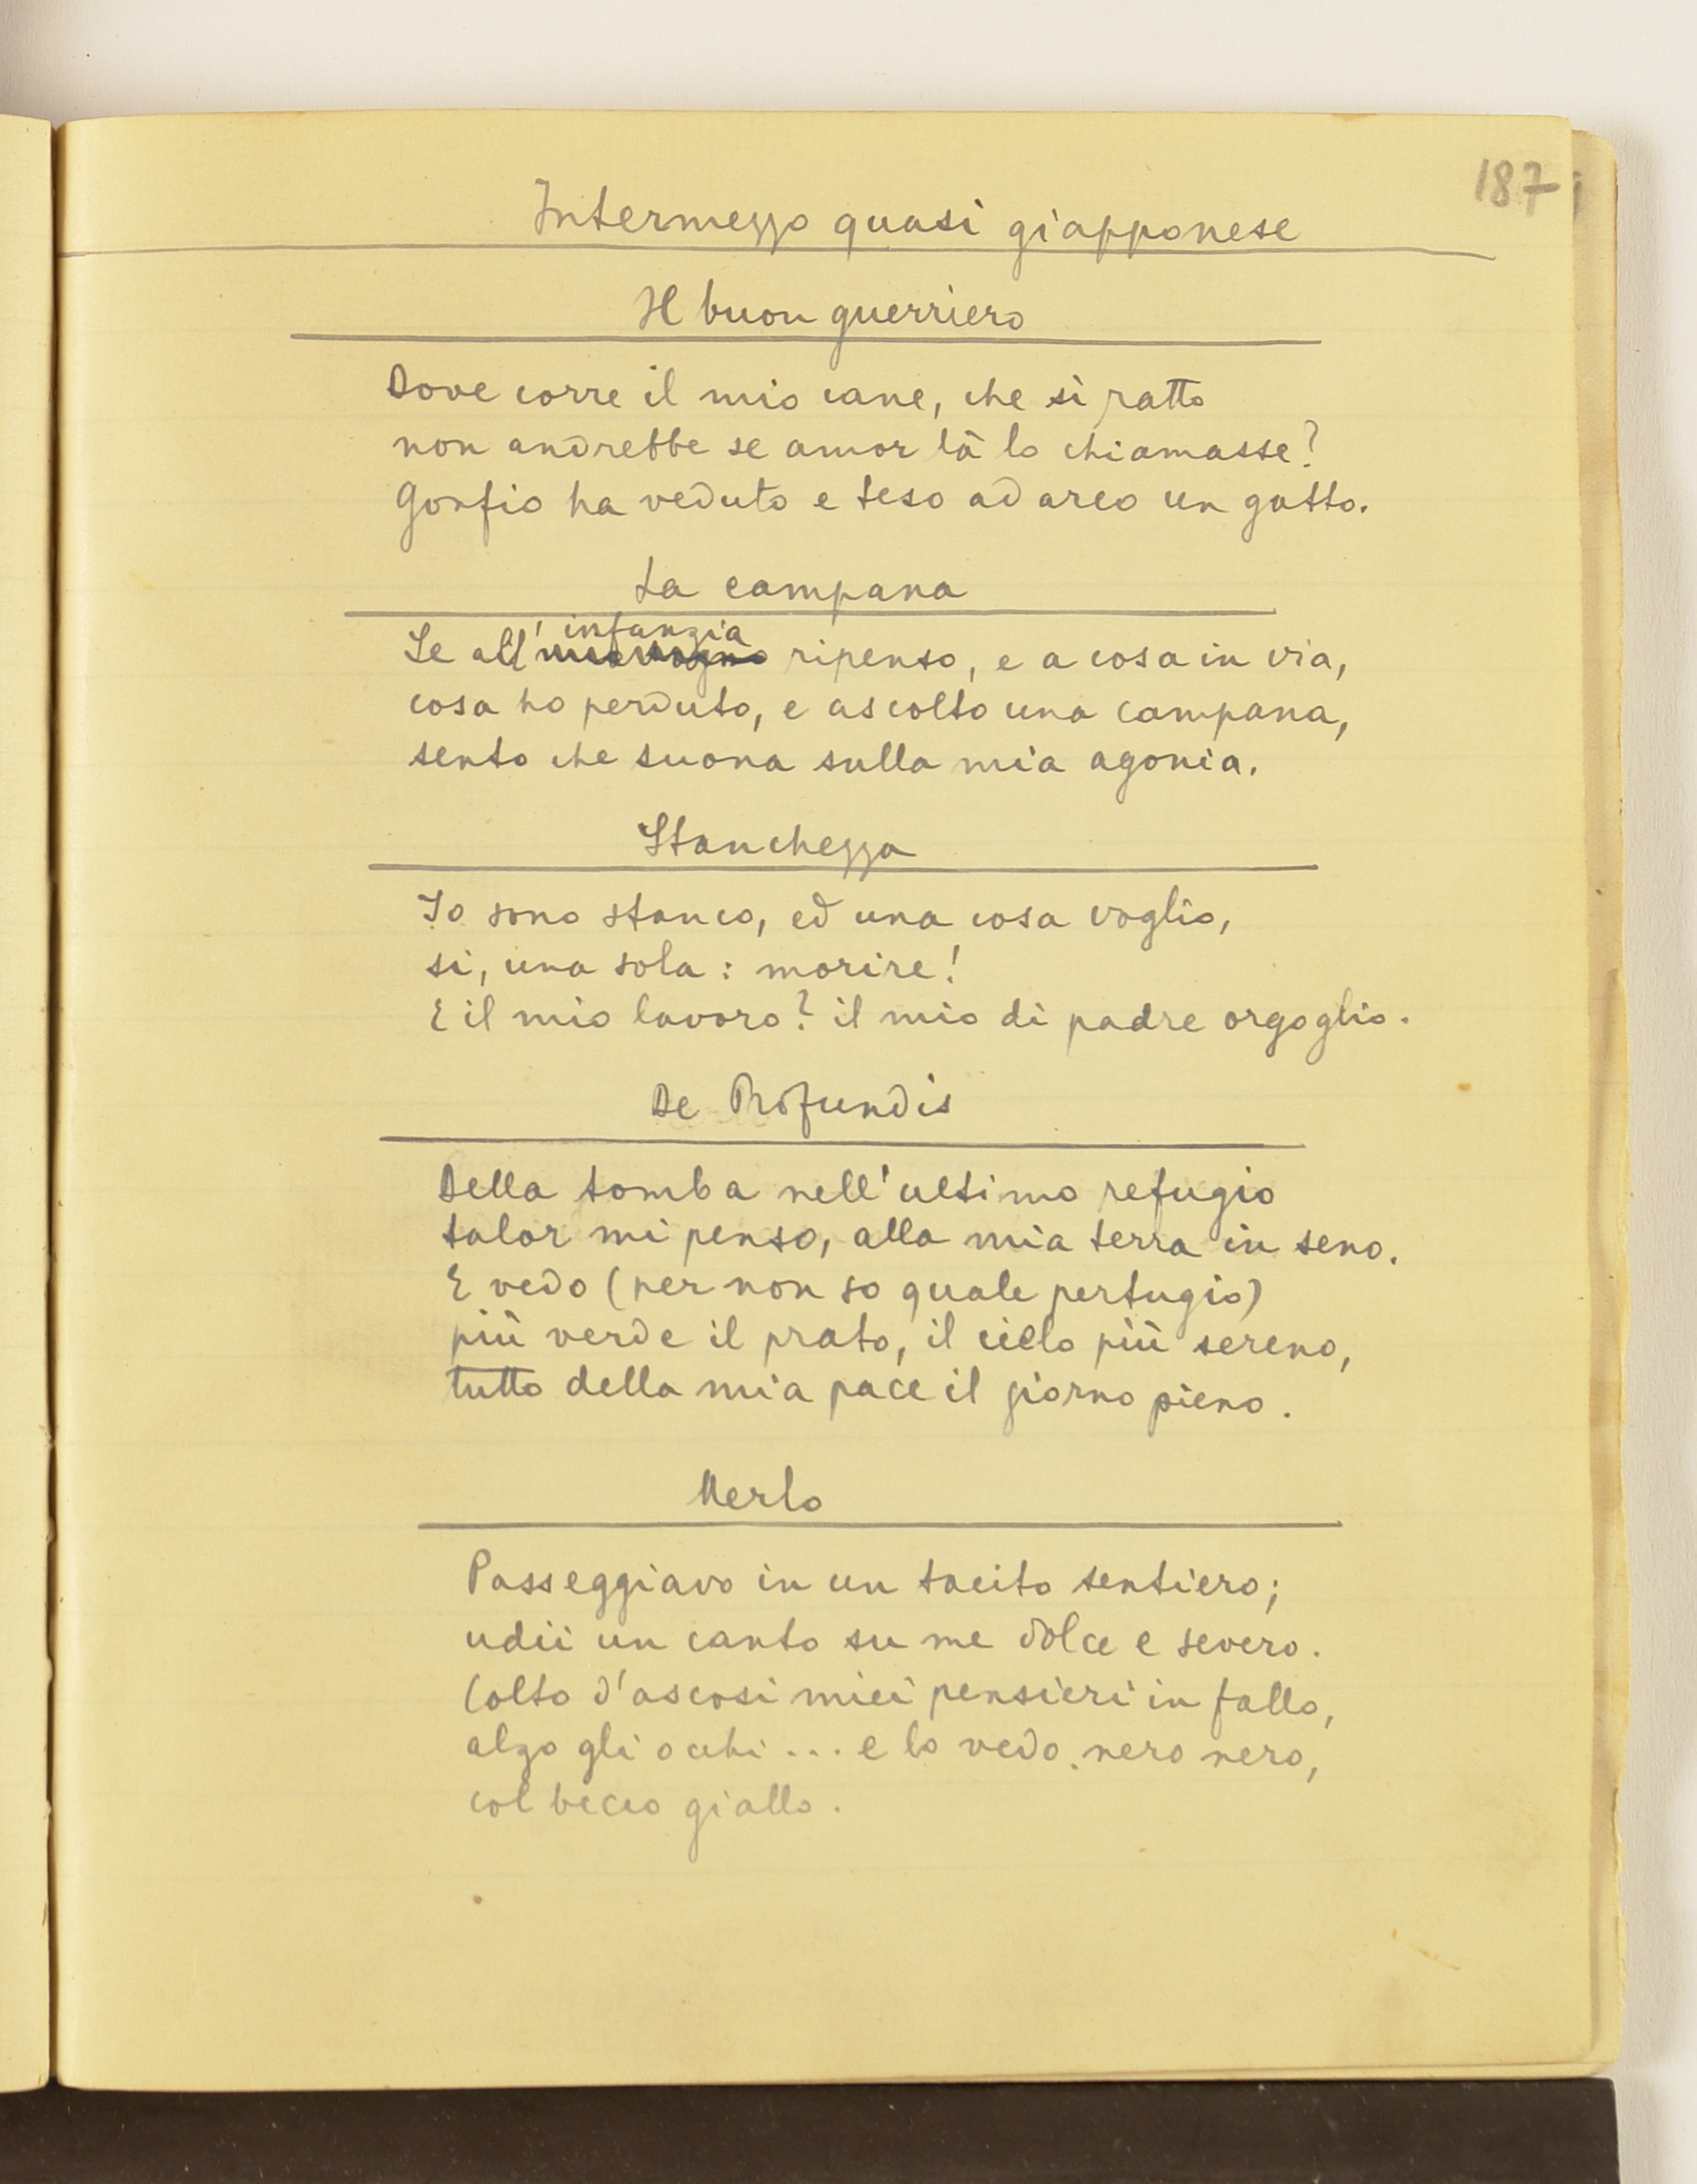 187
Intermezzo quasi giapponese
Il buon guerriero
Dove corre il mio cane, che sì ratto
non andrebbe se amor là lo chiamasse?
Gonfio ha veduto e teso ad arco un gatto.
La campana
Se all'infanzia ripenso, e a cosa in via,
cosa ho perduto, e ascolto una campana,
sento che suona sulla mia agonia.
Stanchezza
Io sono stanco, ed una cosa voglio,
si, una sola: morire!
E il mio lavoro? il mio di padre orgoglio.
De Profundis
Della tomba nell'ultimo refugio
talor mi penso, alla mia terra in seno.
E vedo (per non so quale pertugio)
più verde il prato, il cielo più sereno,
tutto della mia pace il giorno pieno.
Merlo
Passeggiavo in un tacito sentiero;
udii un canto su me dolce e severo.
Colto d'ascosi miei pensieri in fallo,
alzo gli occhi... e lo vedo nero nero,
col becco giallo.